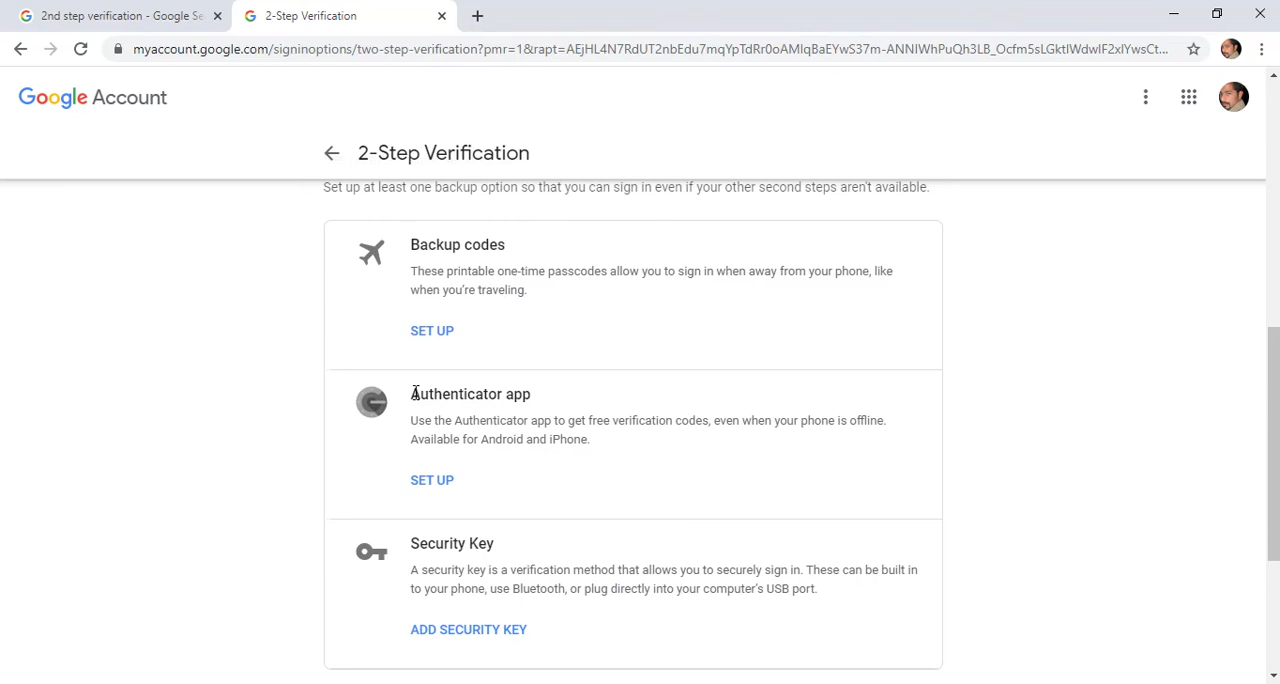 2nd step verification - Google Se
2-Step Verification
myaccount.google.com/signinoptions/two-step-verification?pmr=1&rapt=
Google Account
2-Step Verification
Set up at least one backup option so that you can sign in even if your other second steps aren't available.
Backup codes
These printable one-time passcodes allow you to sign in when away from your phone, like
when you're traveling.
SET UP
Authenticator app
Use the Authenticator app to get free verification codes, even when your phone is offline.
Available for Android and iPhone.
SET UP
Security Key
A security key is a verification method that allows you to securely sign in. These can be built in
to your phone, use Bluetooth, or plug directly into your computer's USB port.
ADD SECURITY KEY